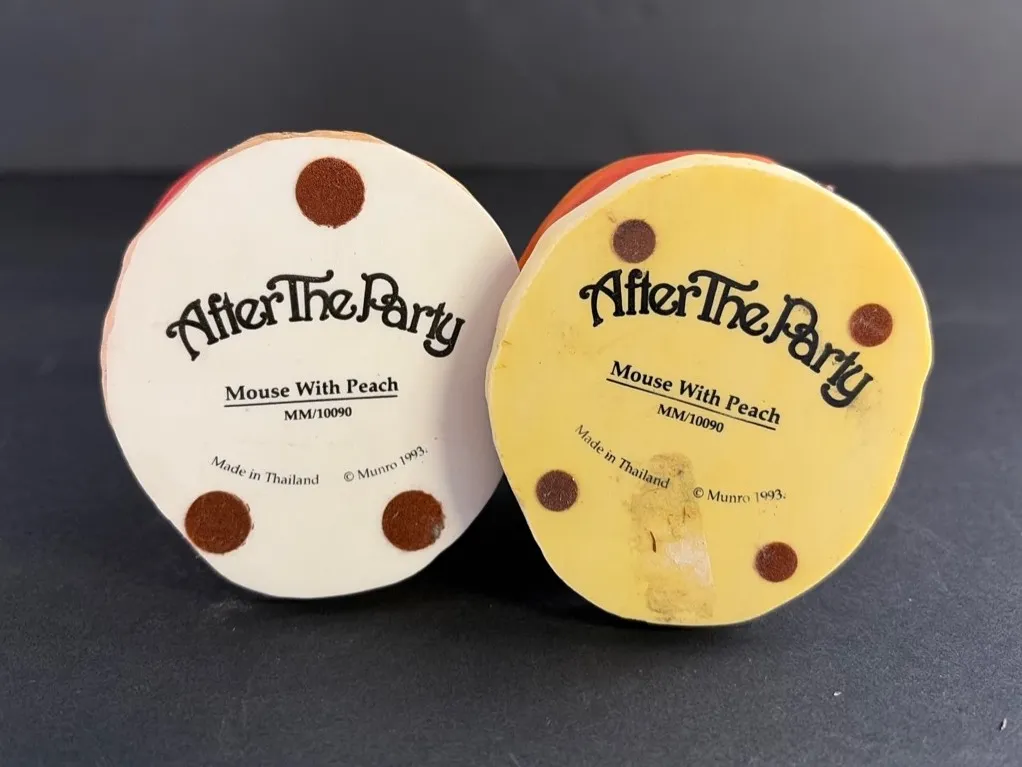 After The Party
Mouse With Peach
MM/10090
Made in Thailand © Munro 1993.
After The Party
Mouse With Peach
MM/10090
Made in Thailand © Munro 1993.